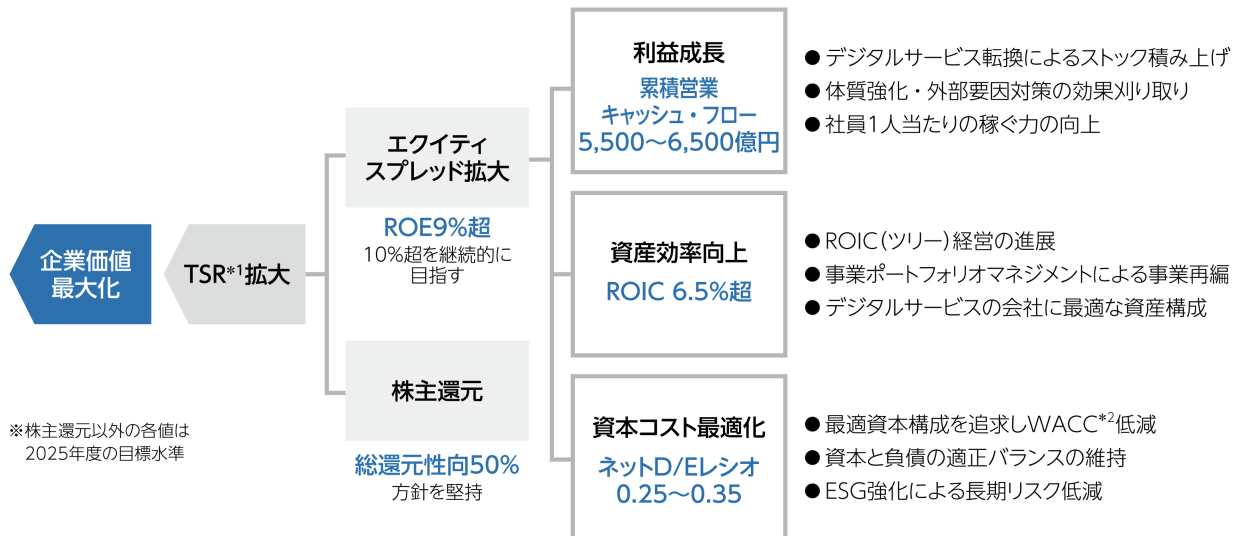 企業価値
最大化
TSR*1拡大
エクイティ
スプレッド拡大
ROE9%超
10%超を継続的に
目指す
株主還元
総還元性向50%
方針を堅持
利益成長
累積営業
キャッシュ・フロー
5,500～6,500億円
●デジタルサービス転換によるストック積み上げ
●体質強化・外部要因対策の効果刈り取り
●社員1人当たりの稼ぐ力の向上
資産効率向上
ROIC 6.5%超
●ROIC(ツリー)経営の進展
●事業ポートフォリオマネジメントによる事業再編
●デジタルサービスの会社に最適な資産構成
資本コスト最適化
ネットD/Eレシオ
0.25～0.35
●最適資本構成を追求しWACC*2低減
●資本と負債の適正バランスの維持
●ESG強化による長期リスク低減
※株主還元以外の各値は
2025年度の目標水準